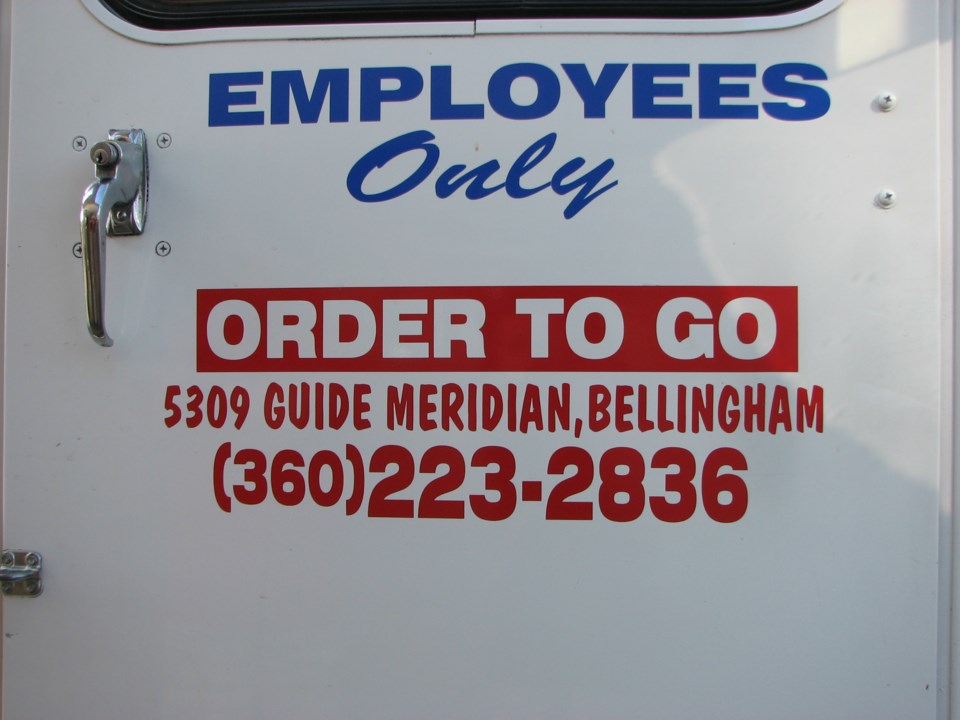 EMPLOYEES
Only
ORDER TO GO
5309 GUIDE MERIDIAN,BELLINGHAM
(360)223-2836